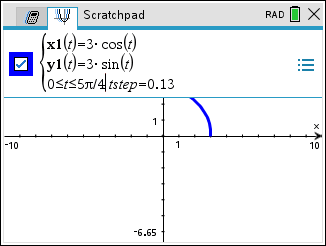 Scratchpad RAD
x1(t)=3·cos(t)
y1(t)=3·sin(t)
0≤t≤5π/4 tstep=0.13
1
x
-10 1 10
-6.65